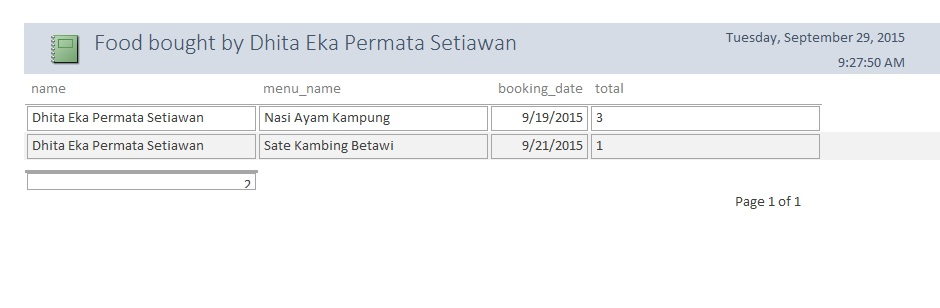 Food bought by Dhita Eka Permata Setiawan
Tuesday, September 29, 2015
9:27:50 AM
name menu_name booking_date total
Dhita Eka Permata Setiawan Nasi Ayam Kampung 9/19/2015 3
Dhita Eka Permata Setiawan Sate Kambing Betawi 9/21/2015 1
2
Page 1 of 1